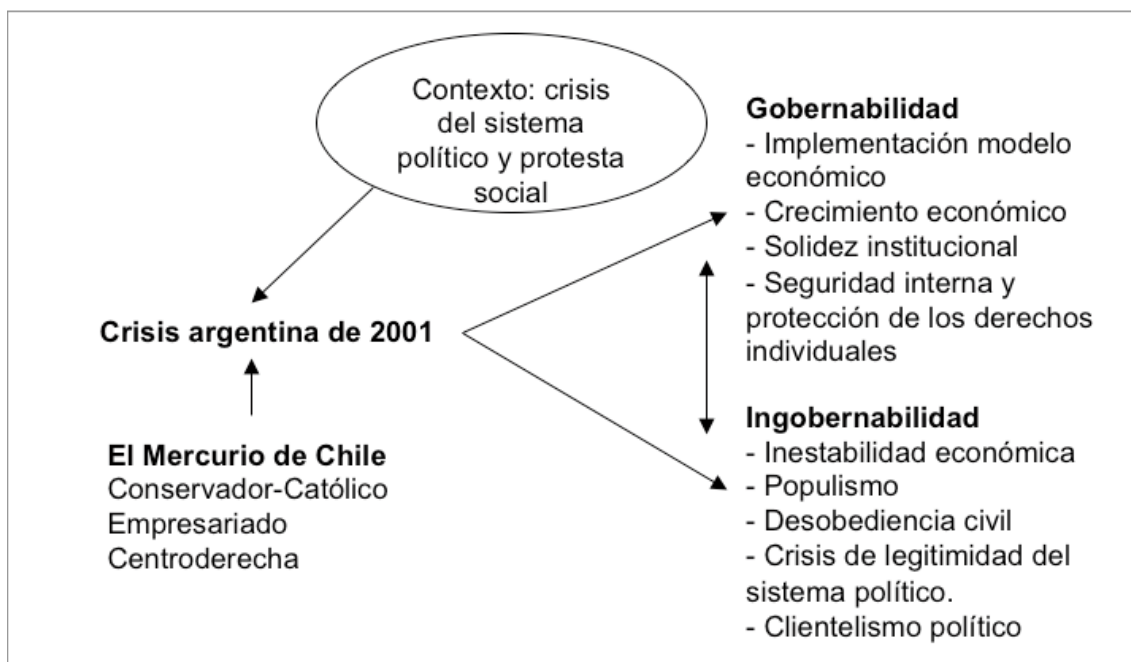 Contexto: crisis
del sistema
político y protesta
social
Crisis argentina de 2001
El Mercurio de Chile
Conservador-Católico
Empresariado
Centroderecha
Gobernabilidad
- Implementación modelo
económico
- Crecimiento económico
- Solidez institucional
- Seguridad interna y
protección de los derechos
individuales
Ingobernabilidad
- Inestabilidad económica
- Populismo
- Desobediencia civil
- Crisis de legitimidad del
sistema político.
- Clientelismo político